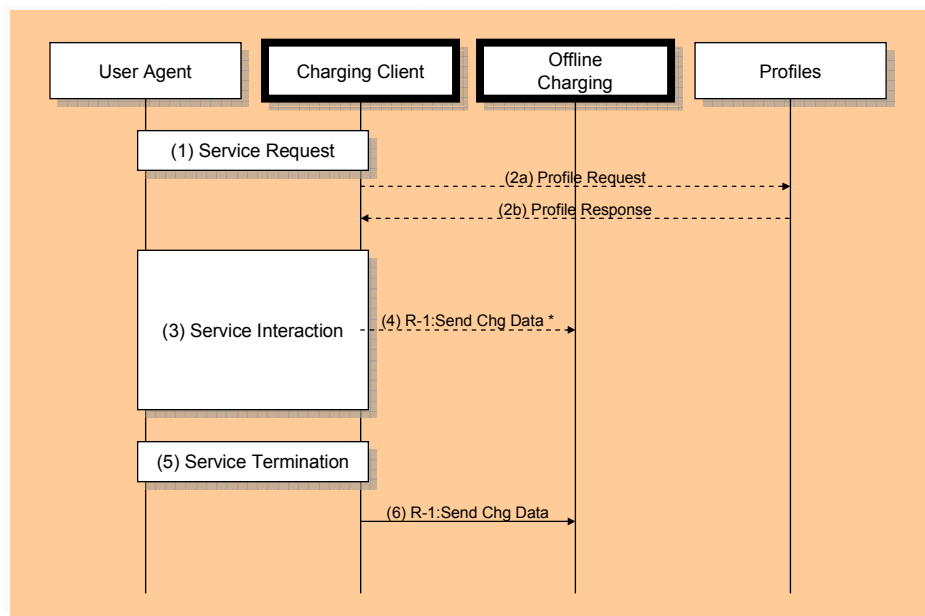 User Agent
Charging Client
Offline
Charging
Profiles
(1) Service Request
(2a) Profile Request
(2b) Profile Response
(3) Service Interaction
(4) R-1:Send Chg Data *
(5) Service Termination
(6) R-1:Send Chg Data